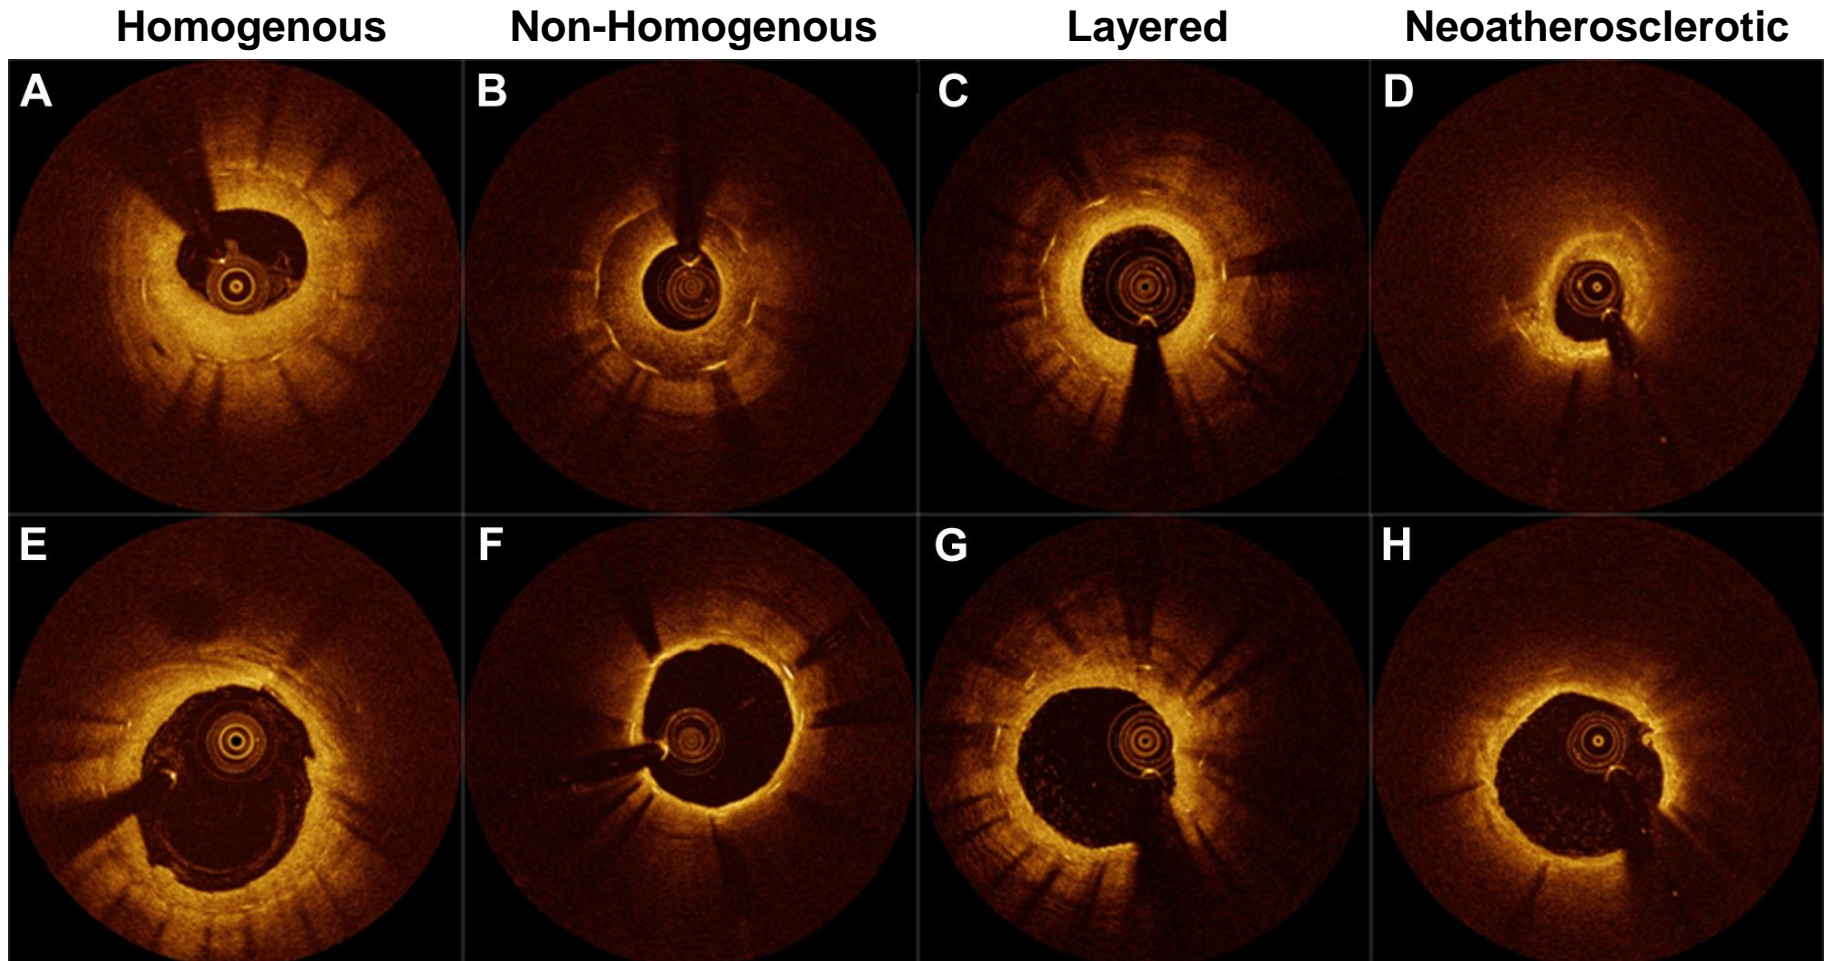 Homogenous Non-Homogenous Layered Neoatherosclerotic
A B C D
E F G H